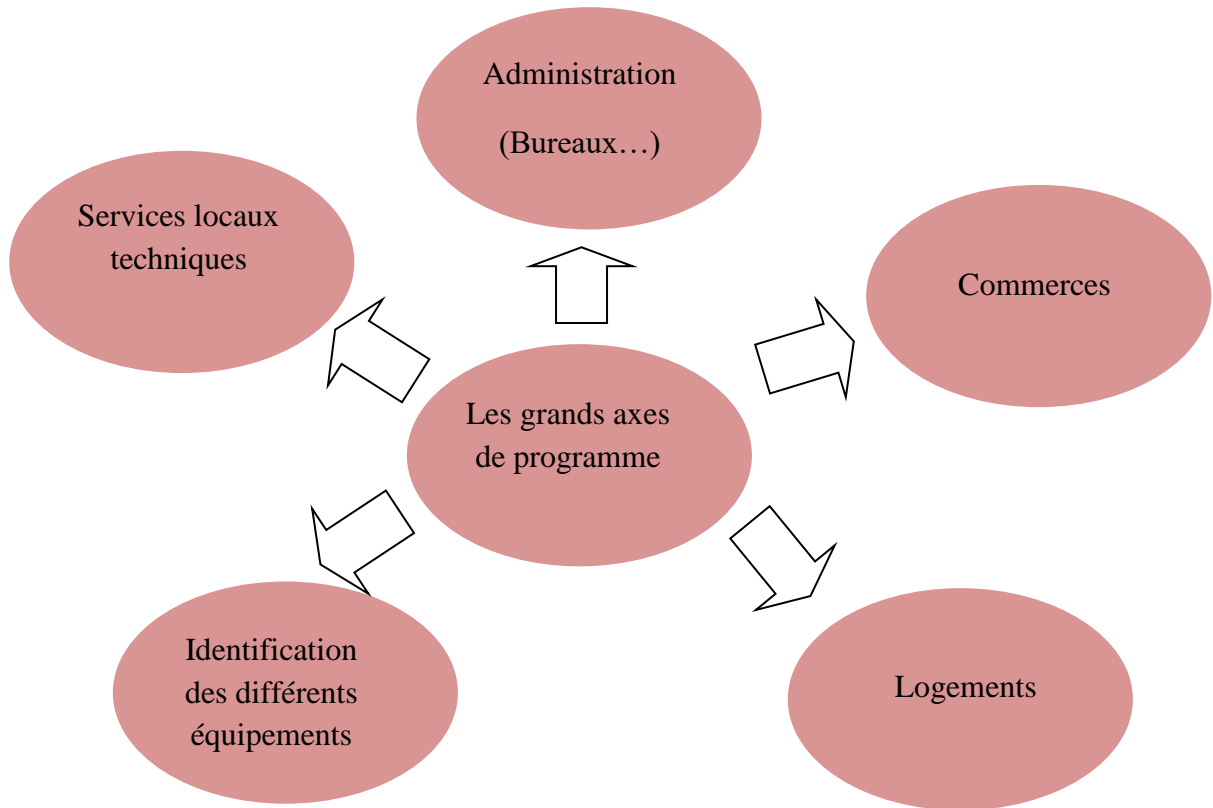 Administration
(Bureaux…)
Services locaux
techniques
Commerces
Les grands axes
de programme
Identification
des différents
équipements
Logements